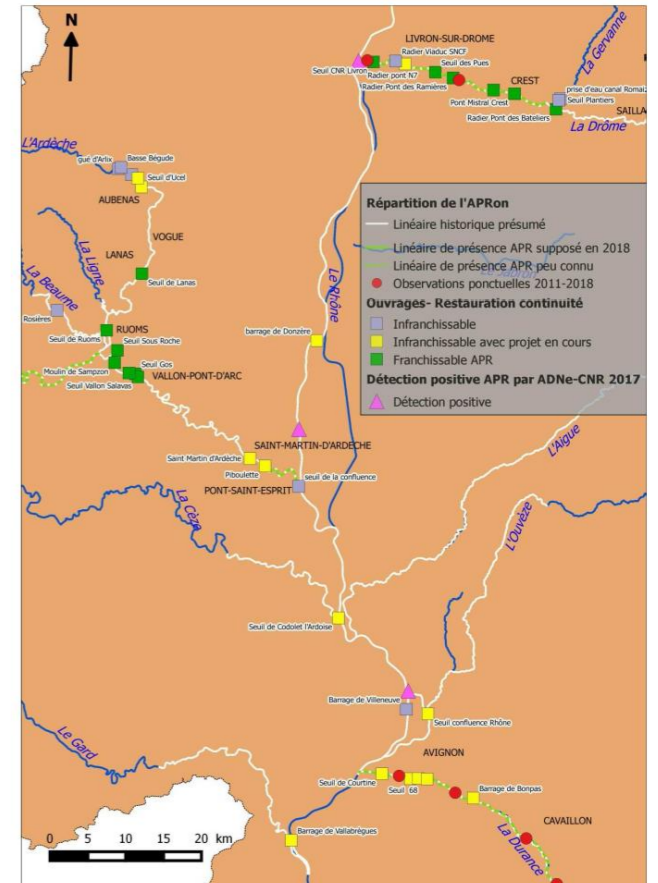 N
LIVRON-SUR-DROME
Radier Viaduc SNCF
Seuil CNR Livron
Seuil des Pues
Radier pont N7
CREST
Radier Pont des Ramières
Pont Mistral Crest
Seuil Plantiers
SAILLA
Radier Pont des Bateliers
La Gervanne
La Drôme
L'Ardèche
gué d'Arlix
Basse Bégude
Seuil d'Ucel
AUBENAS
VOGUE
La Ligne
LANAS
La Beaume
Seuil de Lanas
Rosières
RUOMS
Seuil de Ruoms
Seuil Sous Roche
Moulin de Sampzon
Seuil Gos
Seuil Vallon Salavas
VALLON-PONT-D'ARC
Le Rhône
barrage de Donzère
Répartition de l'APRon
Linéaire historique présumé
Linéaire de présence APR supposé en 2018
Linéaire de présence APR peu connu
Observations ponctuelles 2011-2018
Ouvrages- Restauration continuité
Infranchissable
Infranchissable avec projet en cours
Franchissable APR
Détection positive APR par ADNe-CNR 2017
Détection positive
SAINT-MARTIN-D'ARDECHE
Saint Martin d'Ardèche
Piboulette
seuil de la confluence
PONT-SAINT-ESPRIT
L'Aigue
La Cèze
L'Ouvèze
Seuil de Codolet l'Ardoise
Barrage de Villeneuve
Seuil confluence Rhône
Le Gard
AVIGNON
Seuil de Courtine
Seuil 68
Barrage de Bonpas
CAVAILLON
La Durance
Barrage de Vallabrègues
0 5 10 15 20 km